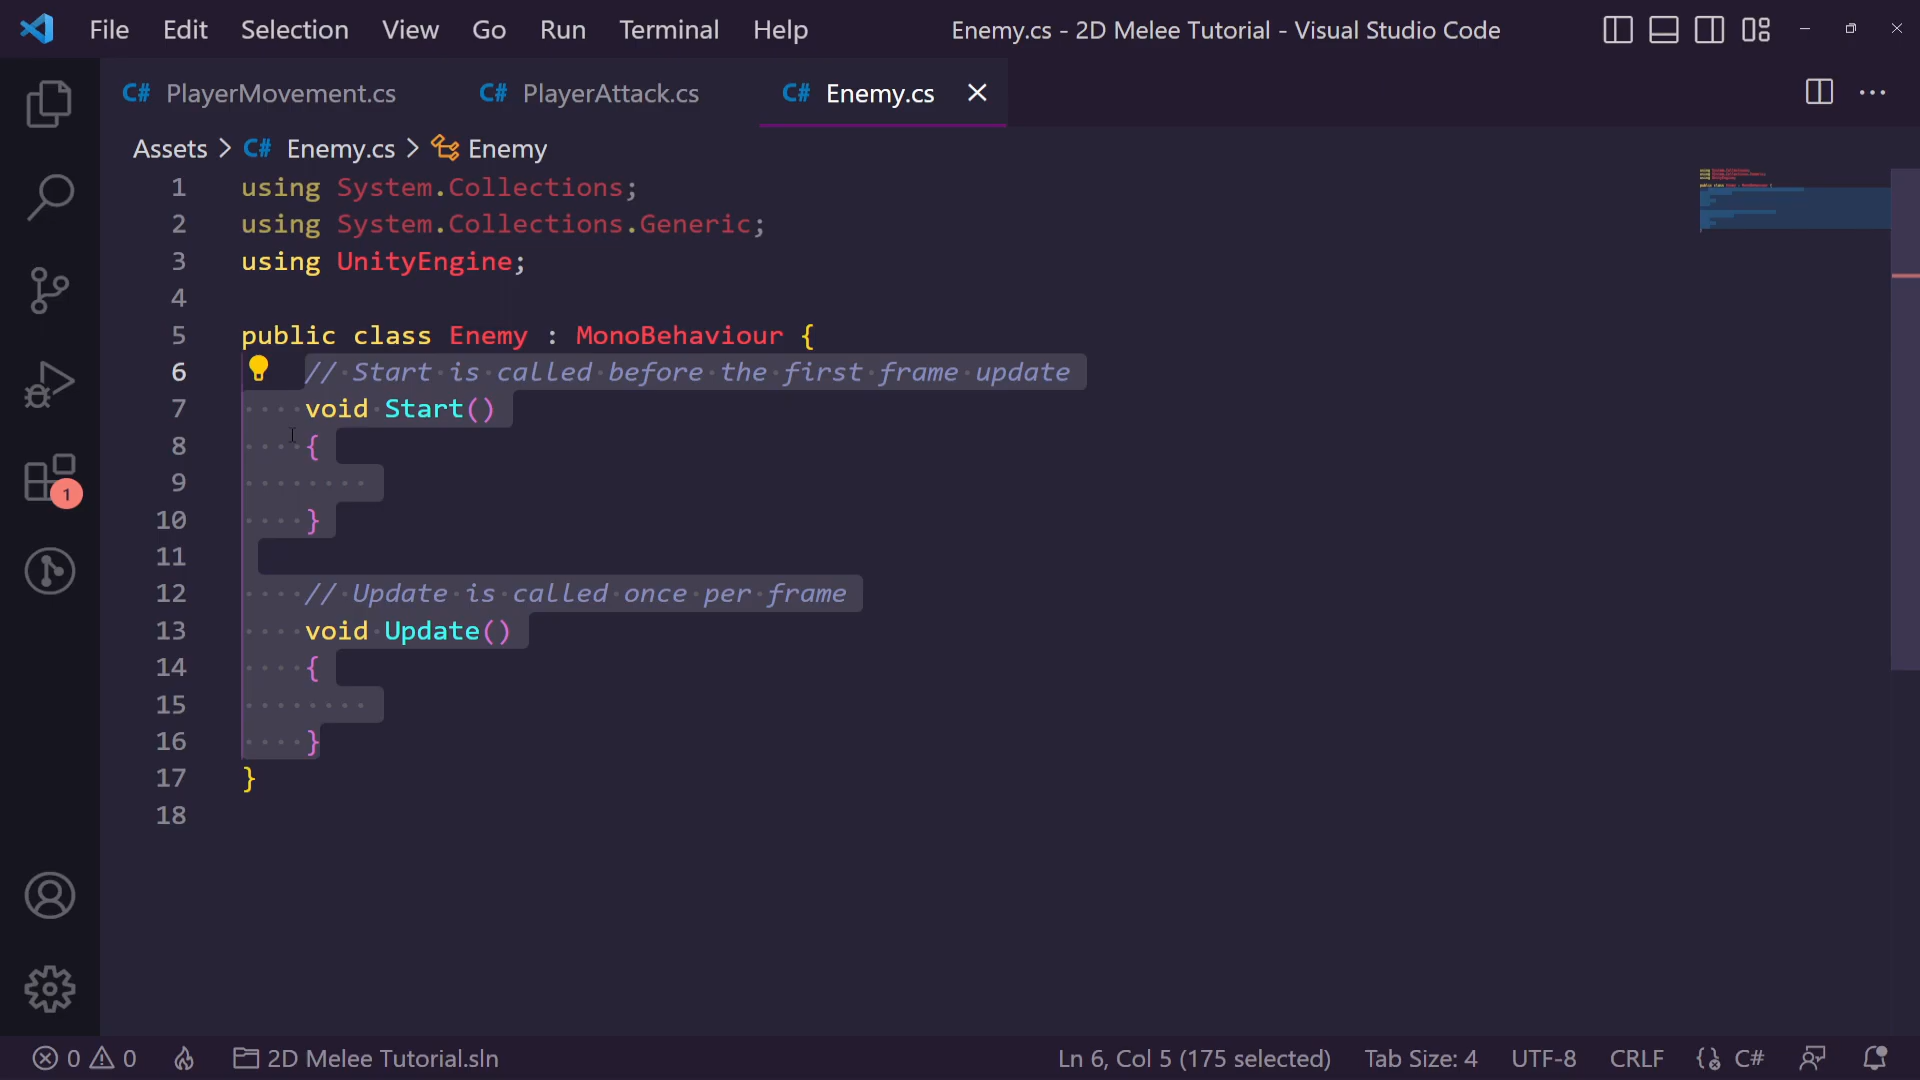 File Edit Selection View Go Run Terminal Help Enemy.cs - 2D Melee Tutorial - Visual Studio Code
C# PlayerMovement.cs C# PlayerAttack.cs C# Enemy.cs
Assets > C# Enemy.cs > Enemy
1 using System.Collections;
2 using System.Collections.Generic;
3 using UnityEngine;
4
5 public class Enemy : MonoBehaviour {
6 // Start is called before the first frame update
7 void Start()
8 {
9
10 }
11
12 // Update is called once per frame
13 void Update()
14 {
15
16 }
17 }
18
1
0 0 2D Melee Tutorial.sln Ln 6, Col 5 (175 selected) Tab Size: 4 UTF-8 CRLF C#